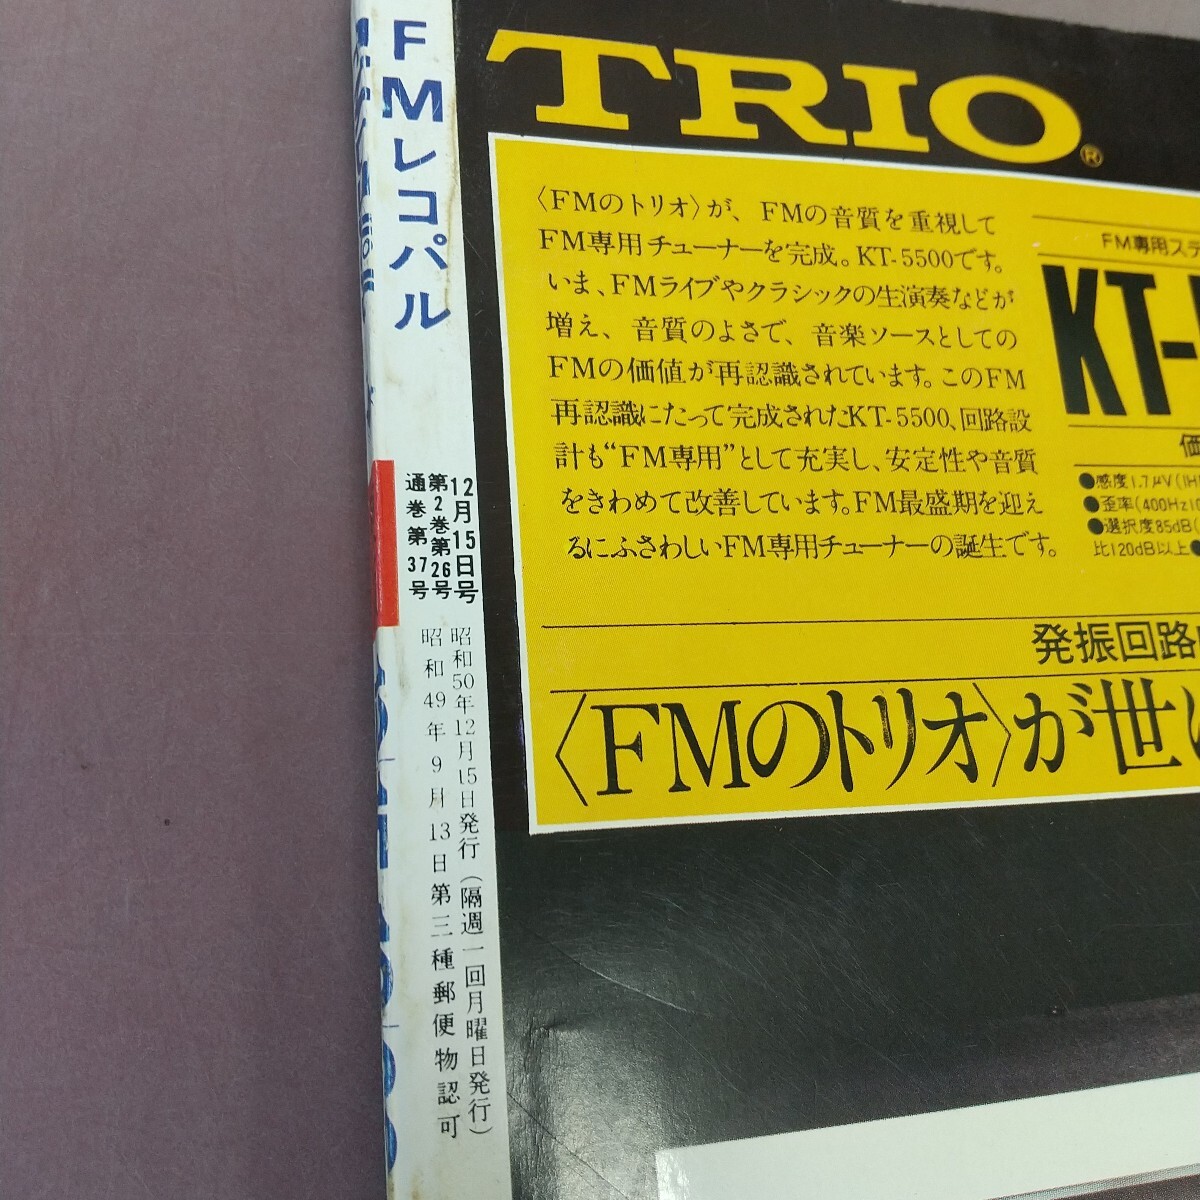 FMレコパル
12月15日号
第2巻第26号
通巻第37号
昭和50年12月15日発行(隔週一回月曜日発行)
昭和49年9月13日第三種郵便物認可
TRIO®
〈FMのトリオ〉が、FMの音質を重視して
FM専用チューナーを完成。KT-5500です。
いま、FMライブやクラシックの生演奏などが
増え、音質のよさで、音楽ソースとしての
FMの価値が再認識されています。このFM
再認識にたって完成されたKT-5500、回路設
計も“FM専用”として充実し、安定性や音質
をきわめて改善しています。FM最盛期を迎え
るにふさわしいFM専用チューナーの誕生です。
FM専用ステ
KT-
価
●感度1.7μV(IH
●歪率(400Hz
●選択度85dB
比120dB以上●
発振回路
〈FMのトリオ〉が世に